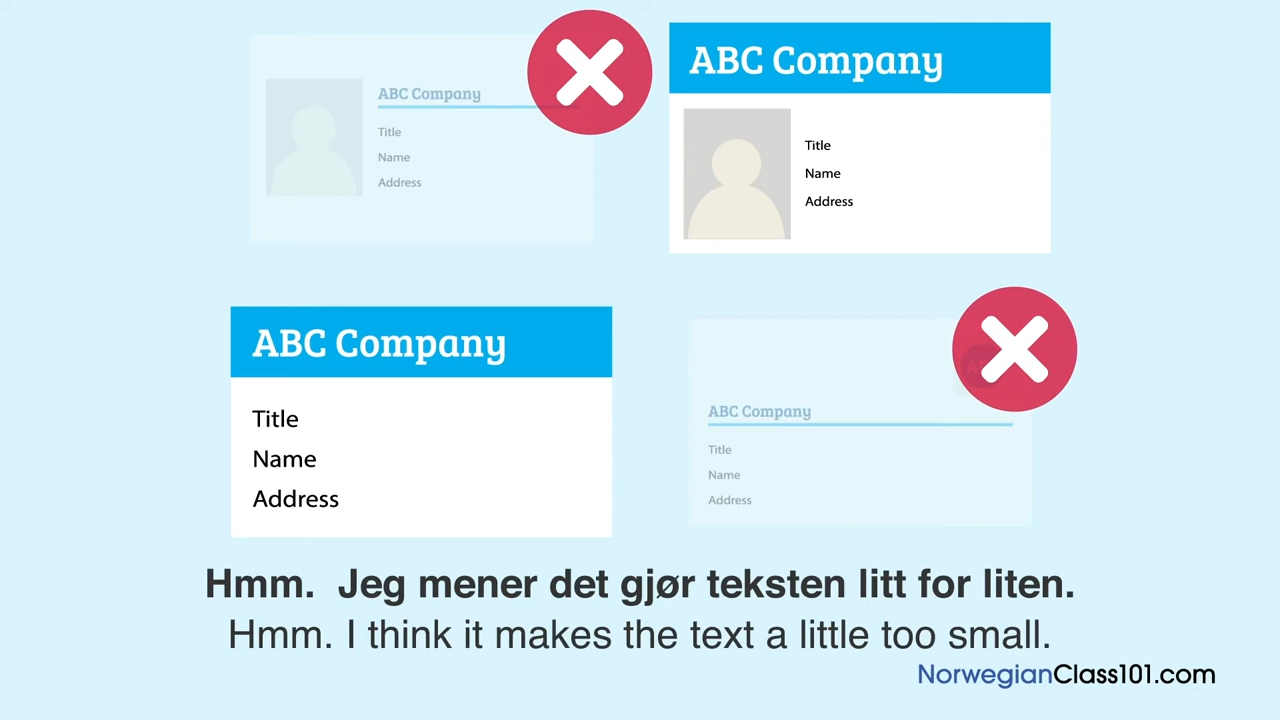 ABC Company
Title
Name
Address
ABC Company
Title
Name
Address
ABC Company
Title
Name
Address
ABC Company
Title
Name
Address
Hmm. Jeg mener det gjør teksten litt for liten.
Hmm. I think it makes the text a little too small.
NorwegianClass101.com